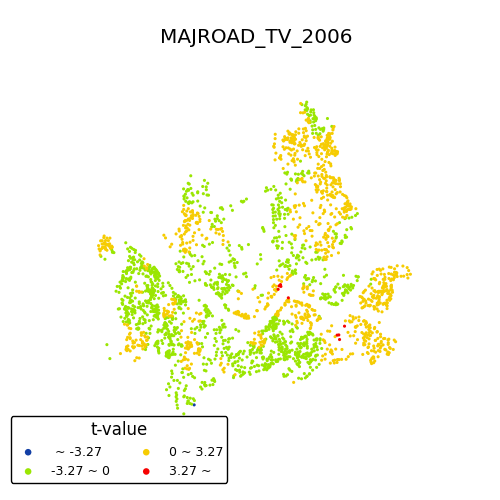 MAJROAD_TV_2006
t-value
~ -3.27
0 ~ 3.27
-3.27 ~ 0
3.27 ~